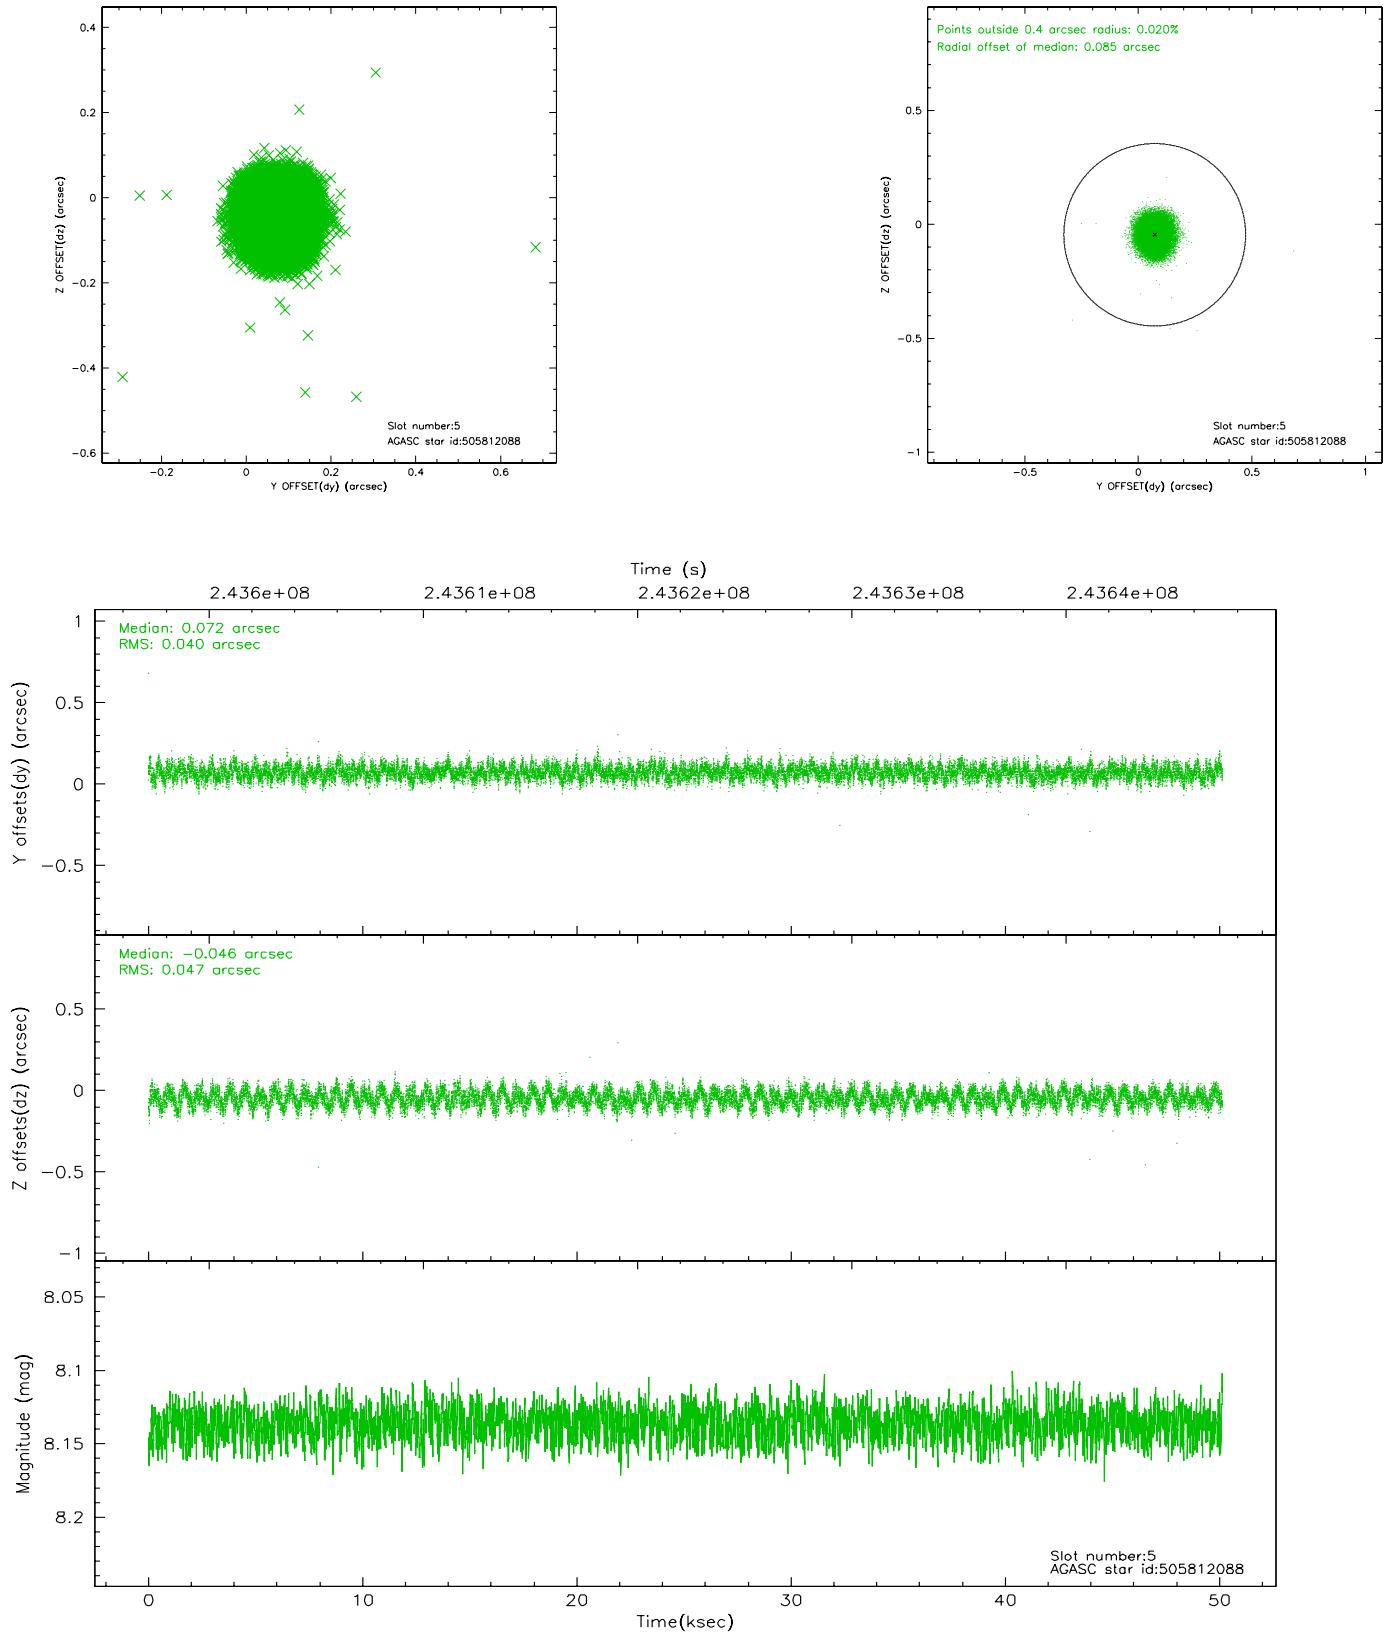 0.4
0.2
0
−0.2
−0.4
−0.6
Z OFFSET(dz) (arcsec)
Slot number:5
AGASC star id:505812088
−0.2 0 0.2 0.4 0.6
Y OFFSET(dy) (arcsec)
Points outside 0.4 arcsec radius: 0.020%
Radial offset of median: 0.085 arcsec
0.5
0
−0.5
−1
Z OFFSET(dz) (arcsec)
Slot number:5
AGASC star id:505812088
−0.5 0 0.5 1
Y OFFSET(dy) (arcsec)
Time (s)
2.436e+08 2.4361e+08 2.4362e+08 2.4363e+08 2.4364e+08
Median: 0.072 arcsec
RMS: 0.040 arcsec
1
0.5
0
−0.5
Y offsets(dy) (arcsec)
Median: −0.046 arcsec
RMS: 0.047 arcsec
0.5
0
−0.5
−1
Z offsets(dz) (arcsec)
8.05
8.1
8.15
8.2
Magnitude (mag)
Slot number:5
AGASC star id:505812088
0 10 20 30 40 50
Time(ksec)